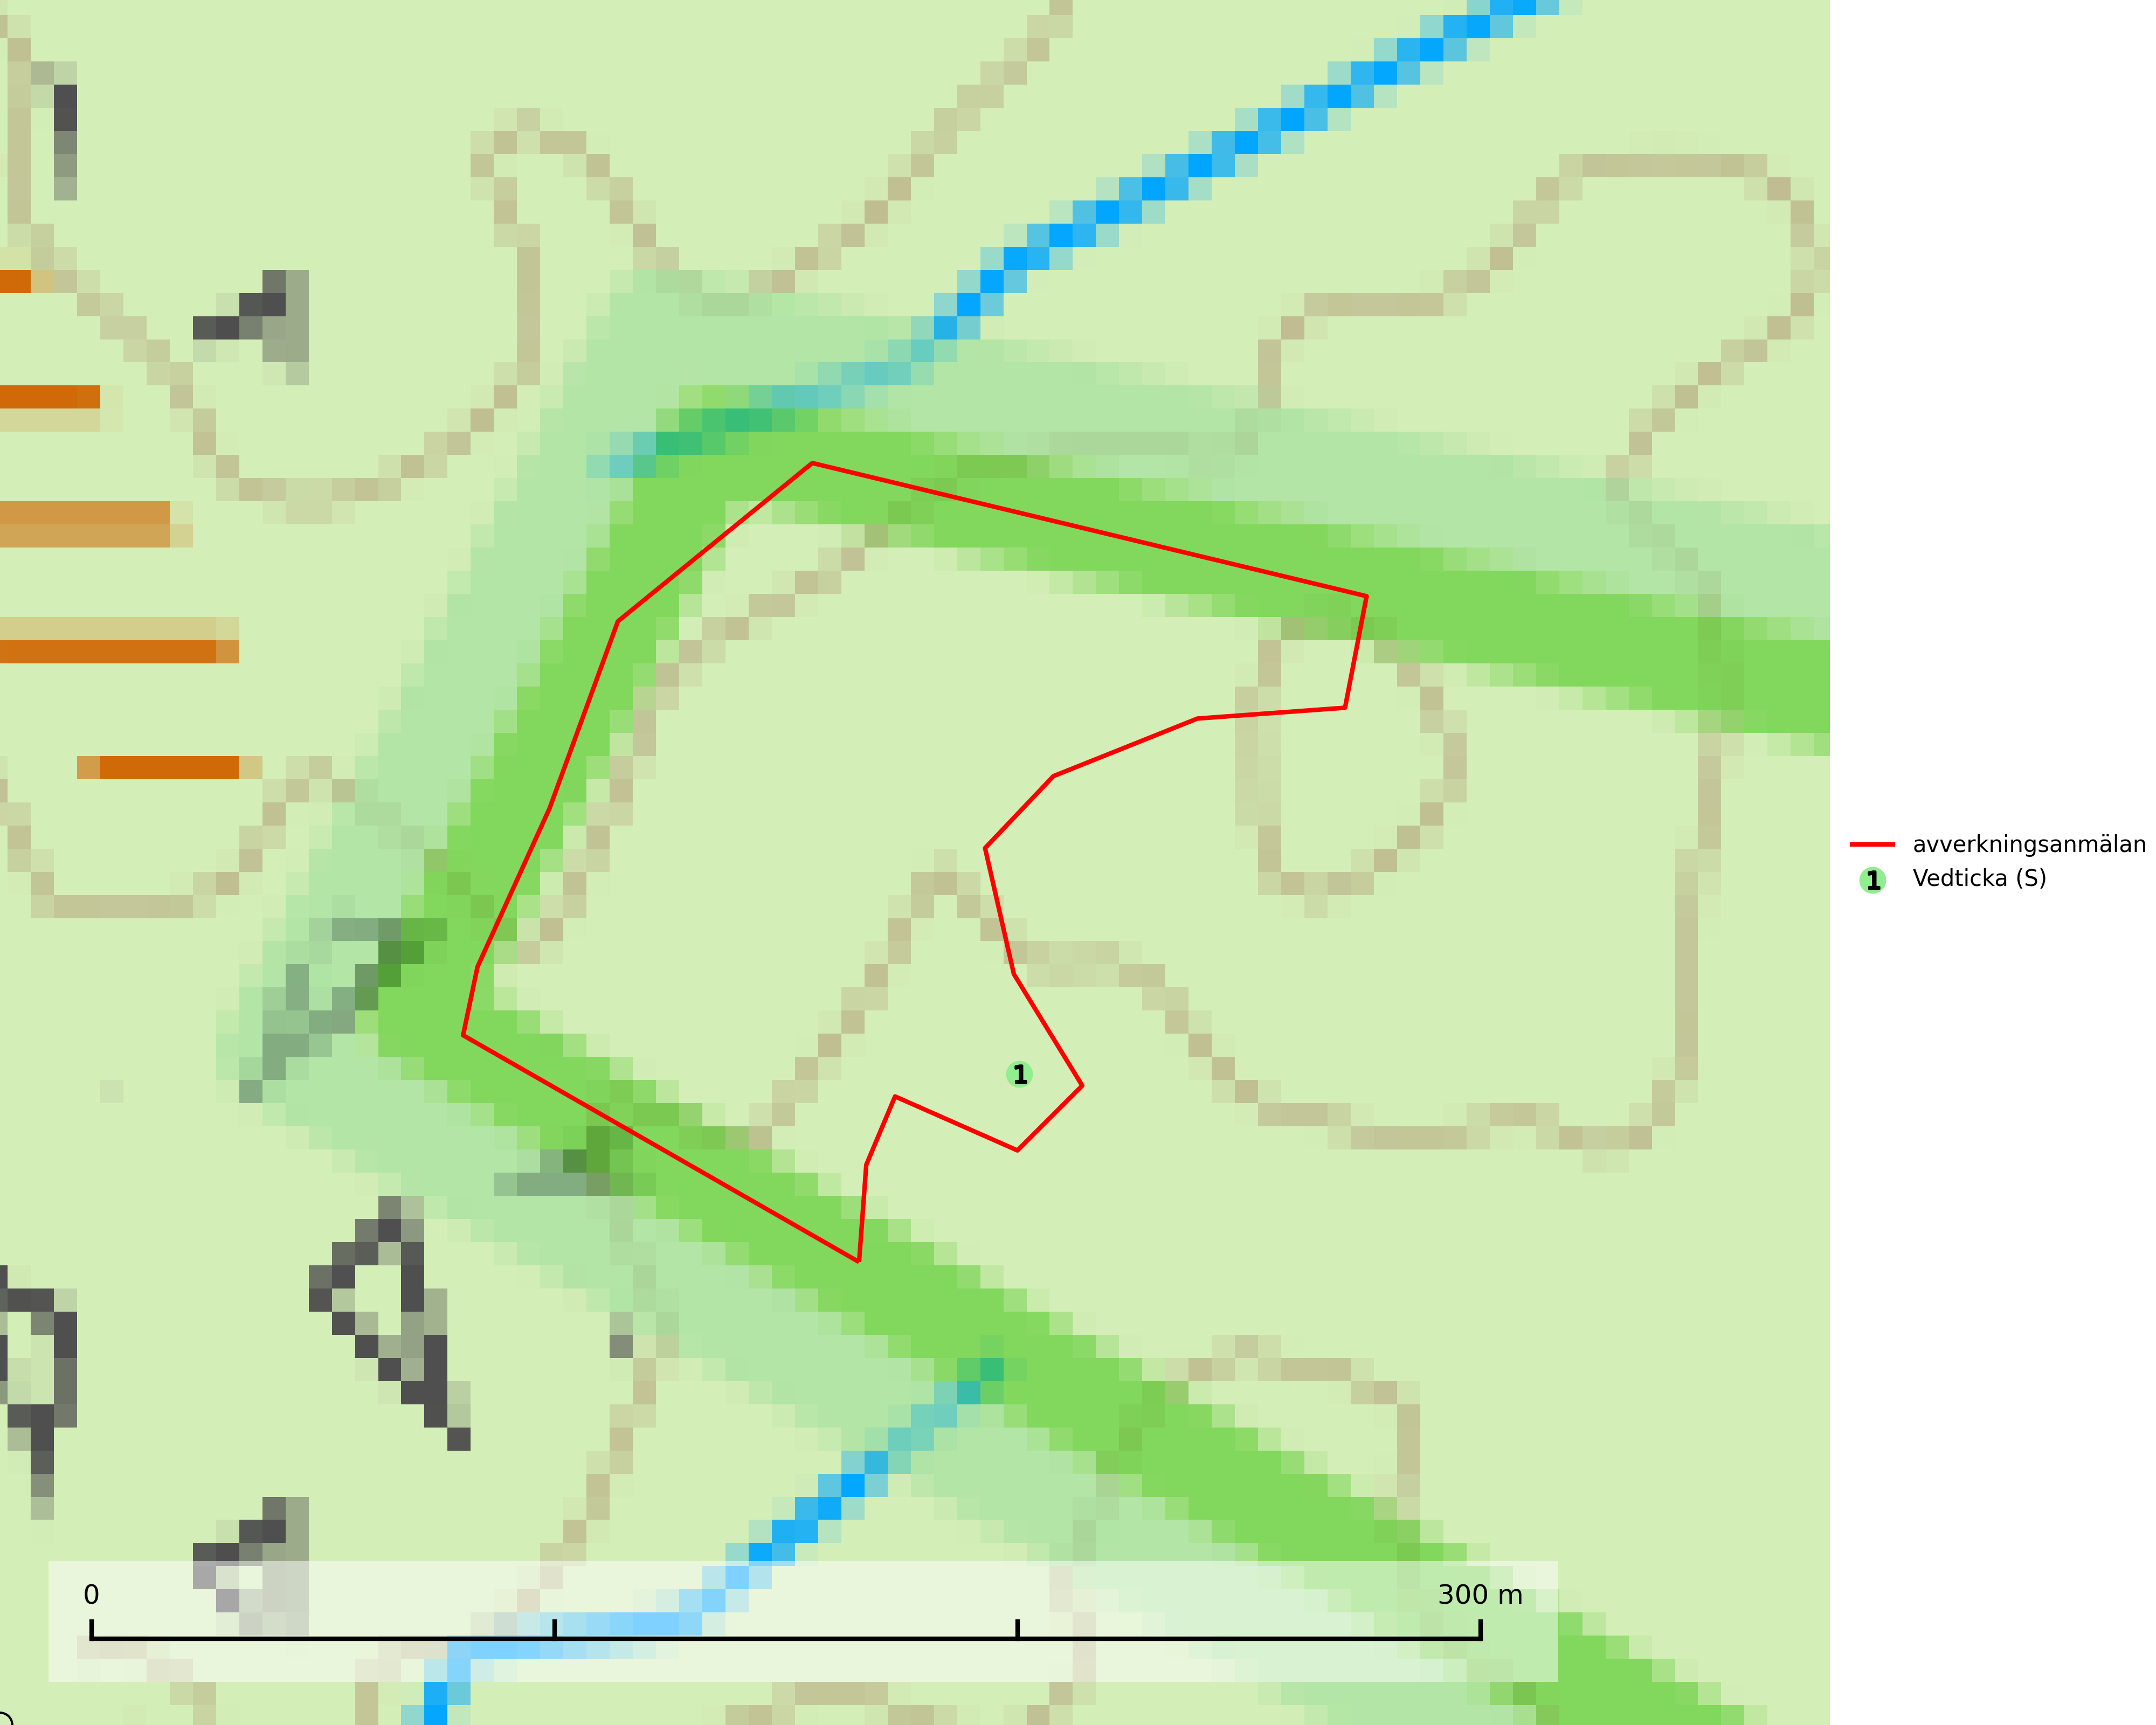 avverkningsanmälan
1 Vedticka (S)
1
0 300 m